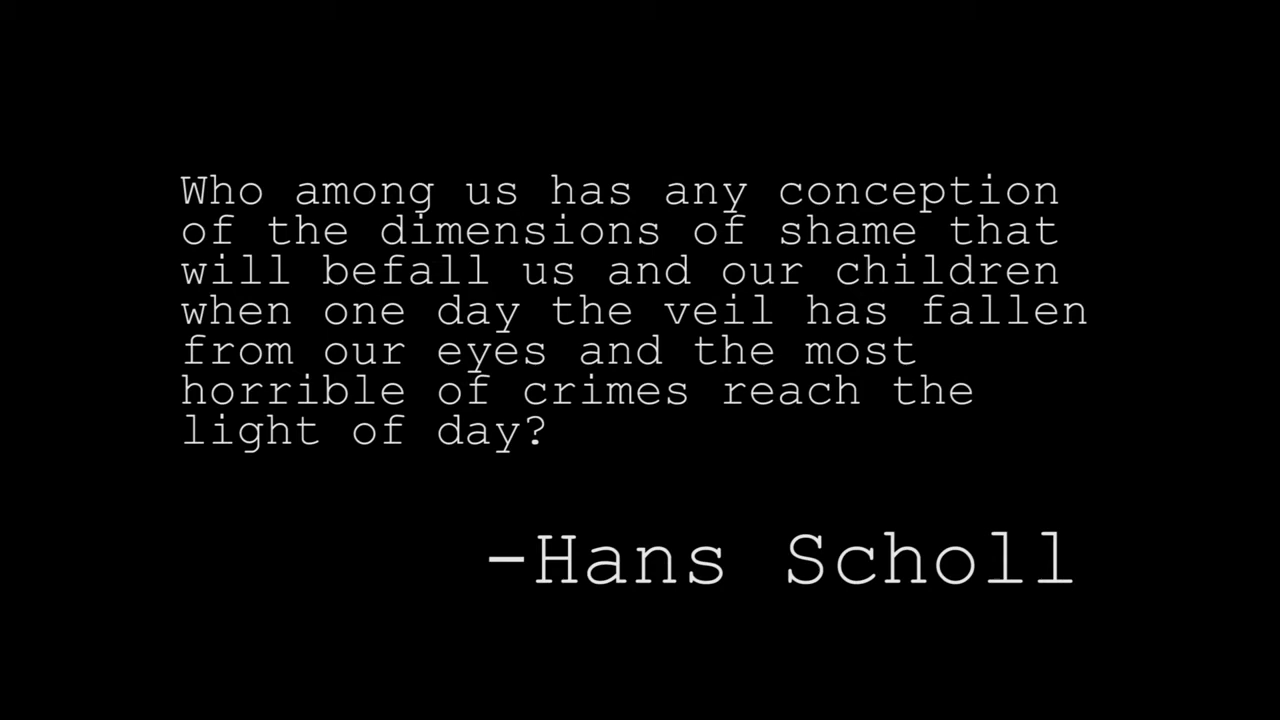 Who among us has any conception
of the dimensions of shame that
will befall us and our children
when one day the veil has fallen
from our eyes and the most
horrible of crimes reach the
light of day?
-Hans Scholl